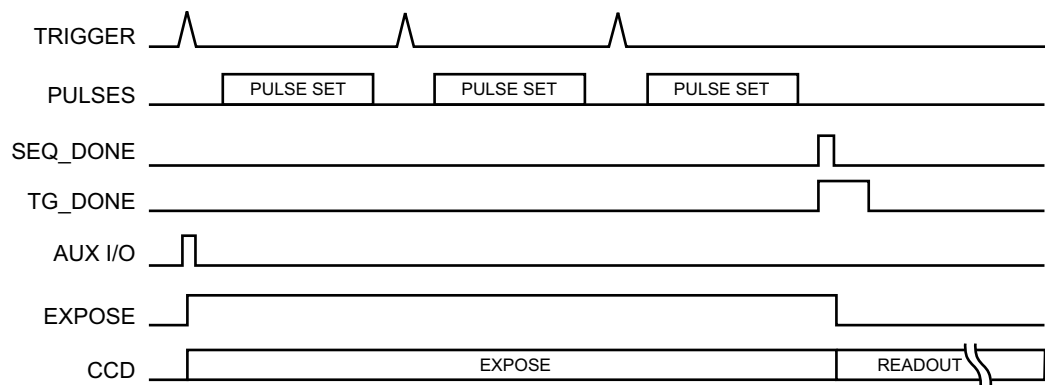 TRIGGER
PULSES PULSE SET PULSE SET PULSE SET
SEQ_DONE
TG_DONE
AUX I/O
EXPOSE
CCD EXPOSE READOUT